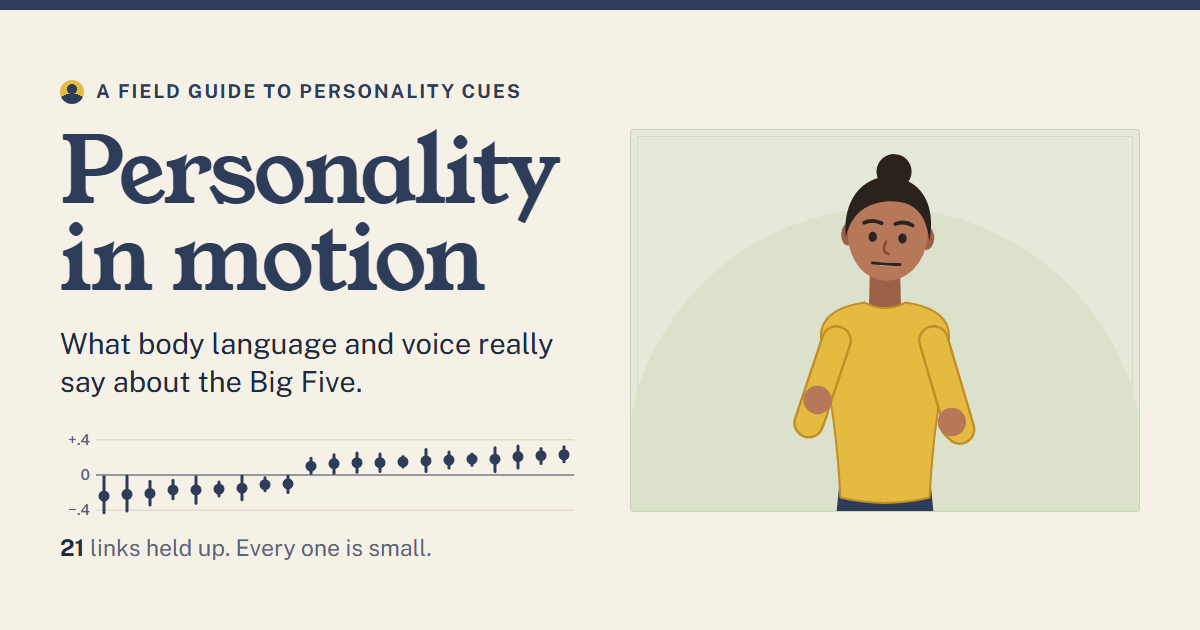 A FIELD GUIDE TO PERSONALITY CUES
Personality
in motion
What body language and voice really
say about the Big Five.
+.4
0
−.4
21 links held up. Every one is small.